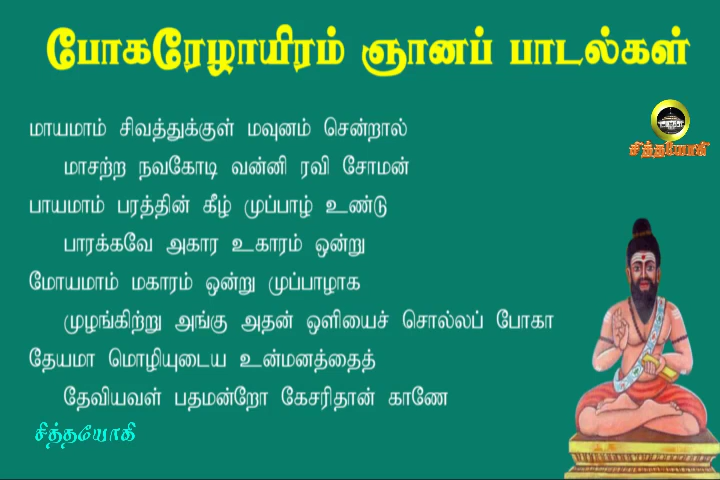 போகரேழாயிரம் ஞானப் பாடல்கள்
மாயமாம் சிவத்துக்குள் மவுனம் சென்றால்
மாசற்ற நவகோடி வன்னி ரவி சோமன்
பாயமாம் பரத்தின் கீழ் முப்பாழ் உண்டு
பாரக்கவே அகார உகாரம் ஒன்று
மோயமாம் மகாரம் ஒன்று முப்பாழாக
முழங்கிற்று அங்கு அதன் ஒளியைச் சொல்லப் போகா
தேயமா மொழியுடைய உன்மனத்தைத்
தேவியவள் பதமன்றோ கேசரிதான் காணே
சித்தயோகி
சித்தயோகி